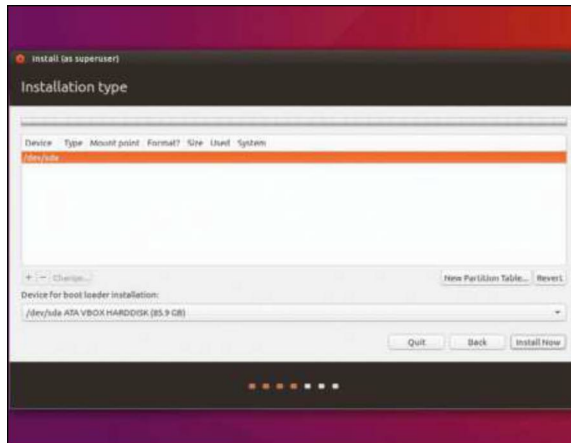 Install (as superuser)
Installation type
Device Type Mount point Format? Size Used System
/dev/sda
+ - Change...
New Partition Table... Revert
Device for boot loader installation:
/dev/sda ATA VBOX HARDDISK (85.9 GB)
Quit Back Install Now